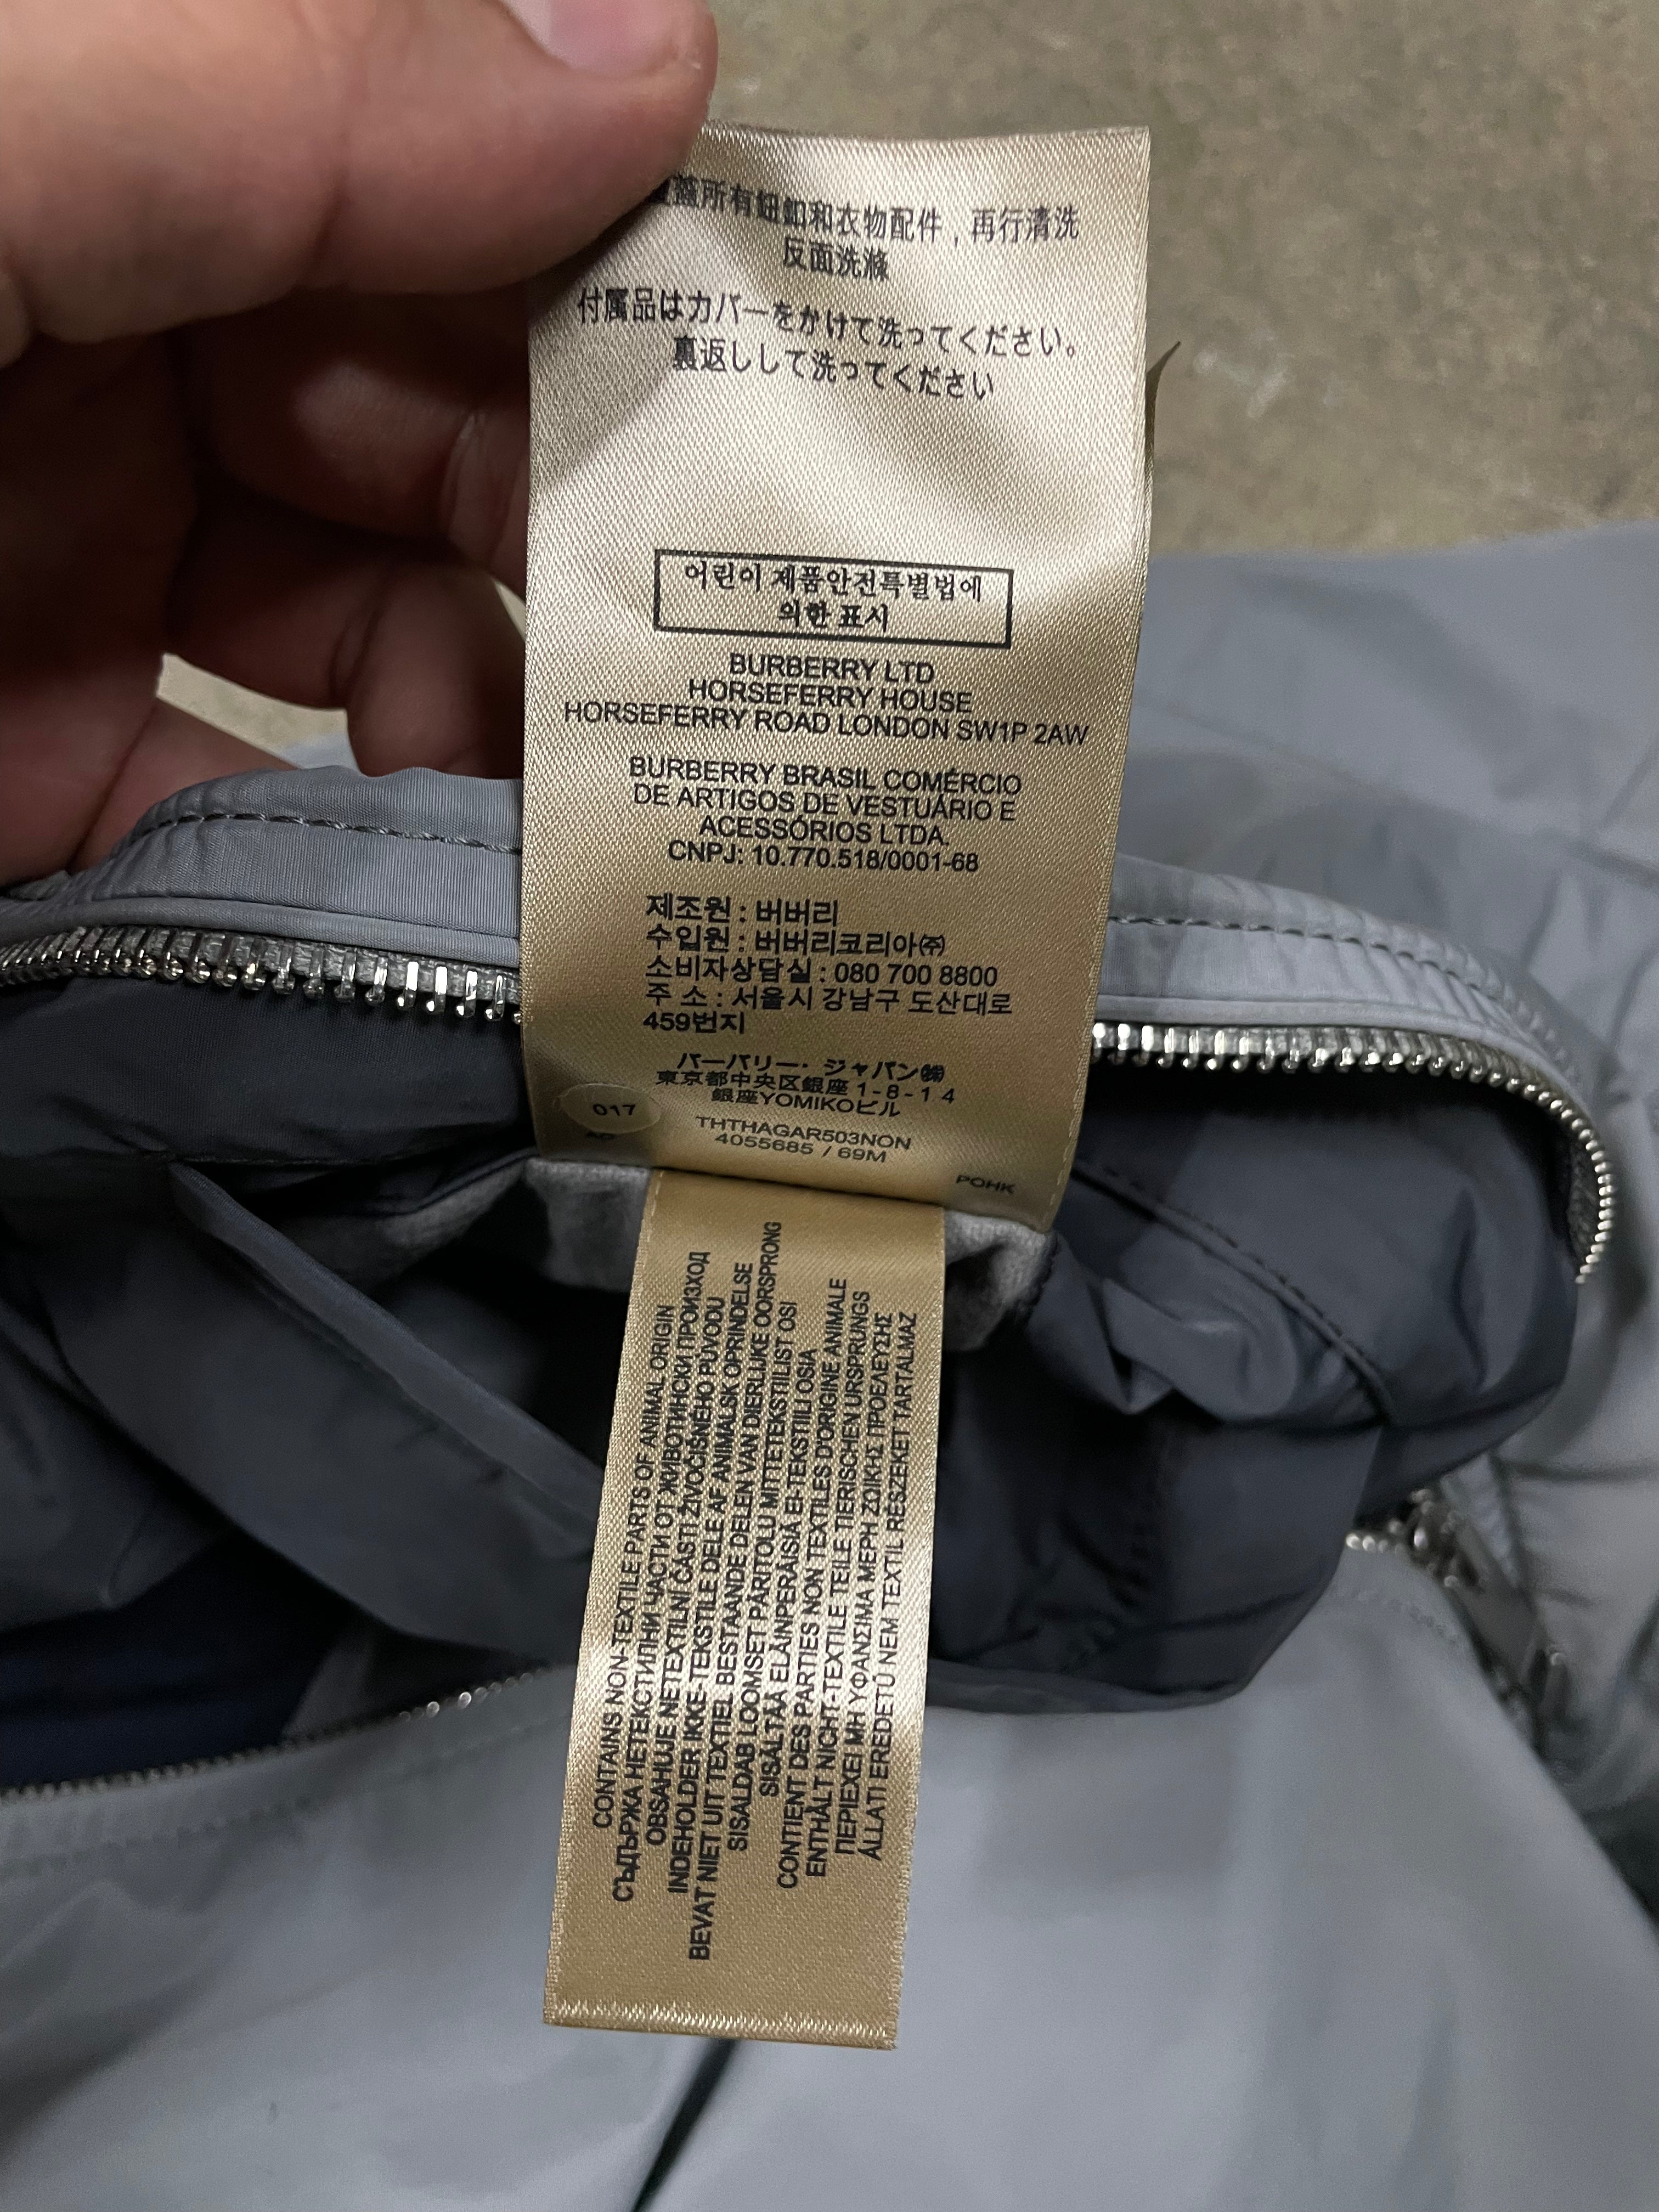 蓋所有鈕釦和衣物配件，再行清洗
反面洗滌
付属品はカバーをかけて洗ってください。
裏返しして洗ってください
어린이 제품안전특별법에
의한 표시
BURBERRY LTD
HORSEFERRY HOUSE
HORSEFERRY ROAD LONDON SW1P 2AW
BURBERRY BRASIL COMÉRCIO
DE ARTIGOS DE VESTUÁRIO E
ACESSÓRIOS LTDA.
CNPJ: 10.770.518/0001-68
제조원 : 버버리
수입원 : 버버리코리아㈜
소비자상담실 : 080 700 8800
주 소 : 서울시 강남구 도산대로
459번지
バーバリー・ジャパン㈱
東京都中央区銀座 1-8-1 4
銀座YOMIKOビル
017
AD
THTHAGAR503NON
4055685 / 69M
POHK
CONTAINS NON-TEXTILE PARTS OF ANIMAL ORIGIN
СЪДЪРЖА НЕТЕКСТИЛНИ ЧАСТИ ОТ ЖИВОТИНСКИ ПРОИЗХОД
OBSAHUJE NETEXTILNÍ ČÁSTI ŽIVOČIŠNÉHO PŮVODU
INDEHOLDER IKKE-TEKSTILE DELE AF ANIMALSK OPRINDELSE
BEVAT NIET UIT TEXTIEL BESTAANDE DELEN VAN DIERLIJKE OORSPRONG
SISALDAB LOOMSET PÄRITOLU MITTETEKSTIILIST OSI
SISÄLTÄÄ ELÄINPERÄISIÄ EI-TEKSTIILI OSIA
CONTIENT DES PARTIES NON TEXTILES D'ORIGINE ANIMALE
ENTHÄLT NICHT-TEXTILE TEILE TIERISCHEN URSPRUNGS
ΠΕΡΙΕΧΕΙ ΜΗ ΥΦΑΝΣΙΜΑ ΜΕΡΗ ΖΩΙΚΗΣ ΠΡΟΕΛΕΥΣΗΣ
ÁLLATI EREDETŰ NEM TEXTIL RÉSZEKET TARTALMAZ